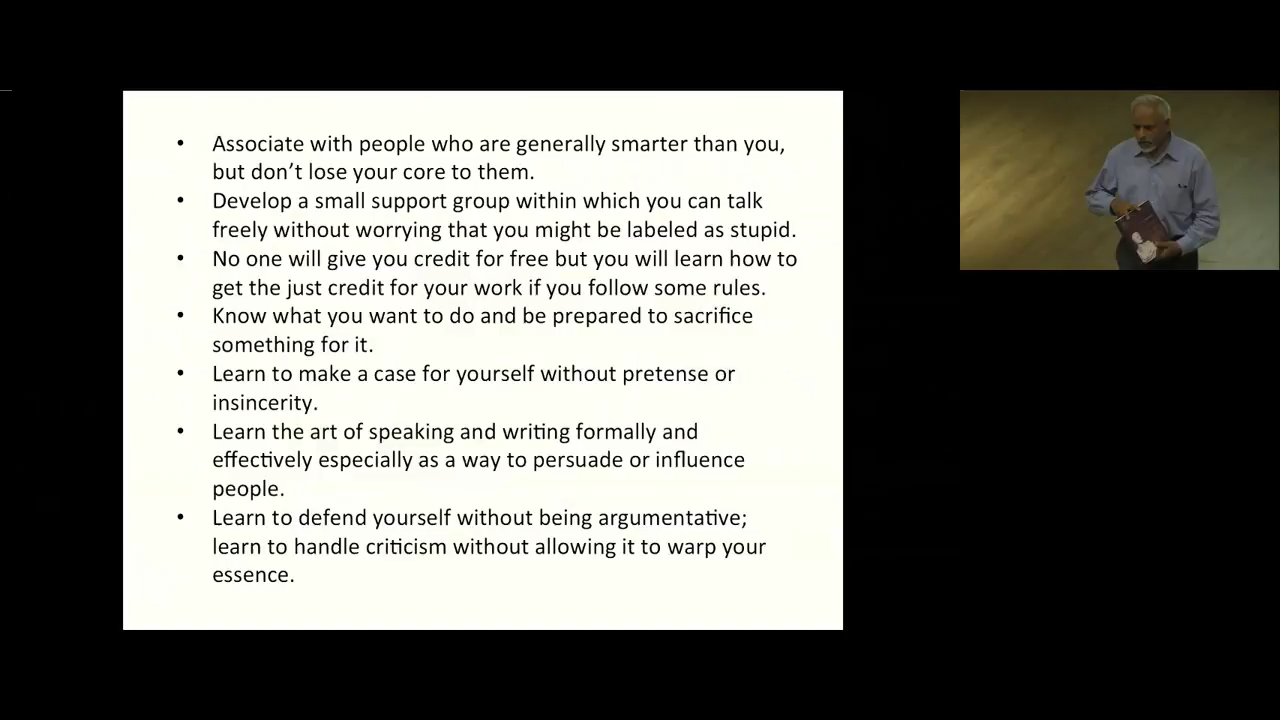 • Associate with people who are generally smarter than you,
but don’t lose your core to them.
• Develop a small support group within which you can talk
freely without worrying that you might be labeled as stupid.
• No one will give you credit for free but you will learn how to
get the just credit for your work if you follow some rules.
• Know what you want to do and be prepared to sacrifice
something for it.
• Learn to make a case for yourself without pretense or
insincerity.
• Learn the art of speaking and writing formally and
effectively especially as a way to persuade or influence
people.
• Learn to defend yourself without being argumentative;
learn to handle criticism without allowing it to warp your
essence.